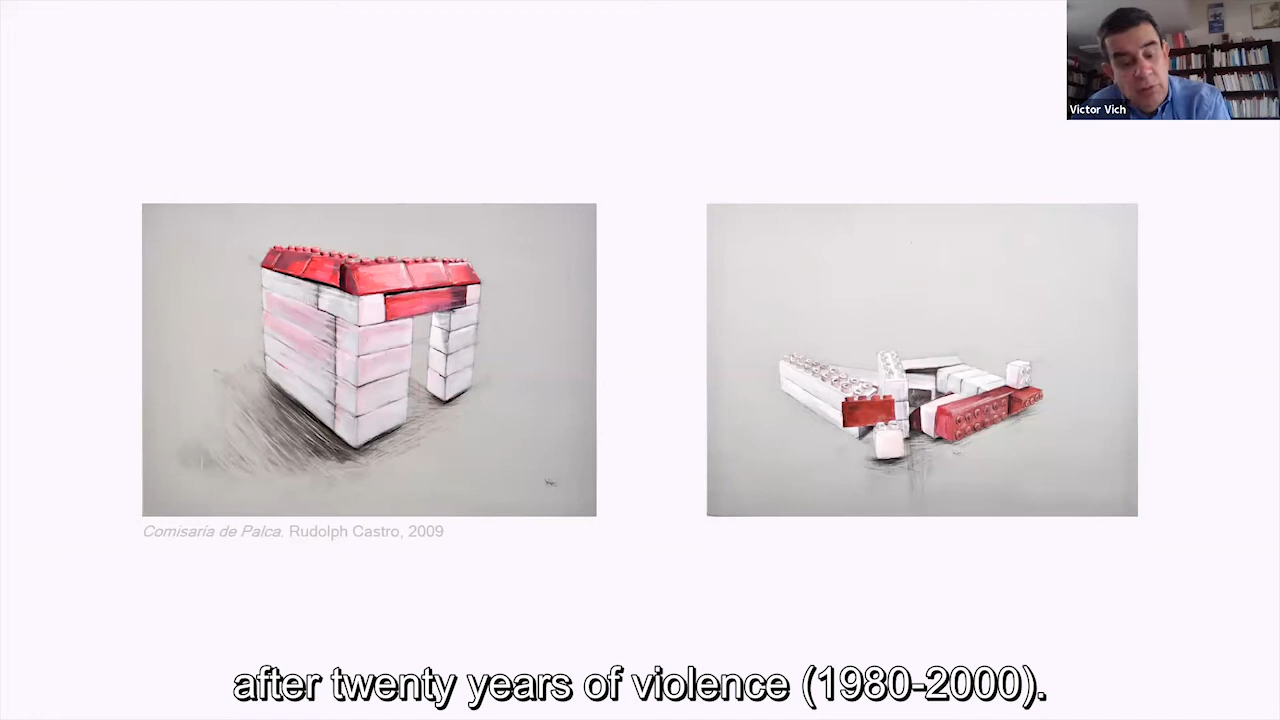 Victor Vich
Comisaría de Palca. Rudolph Castro, 2009
after twenty years of violence (1980-2000).